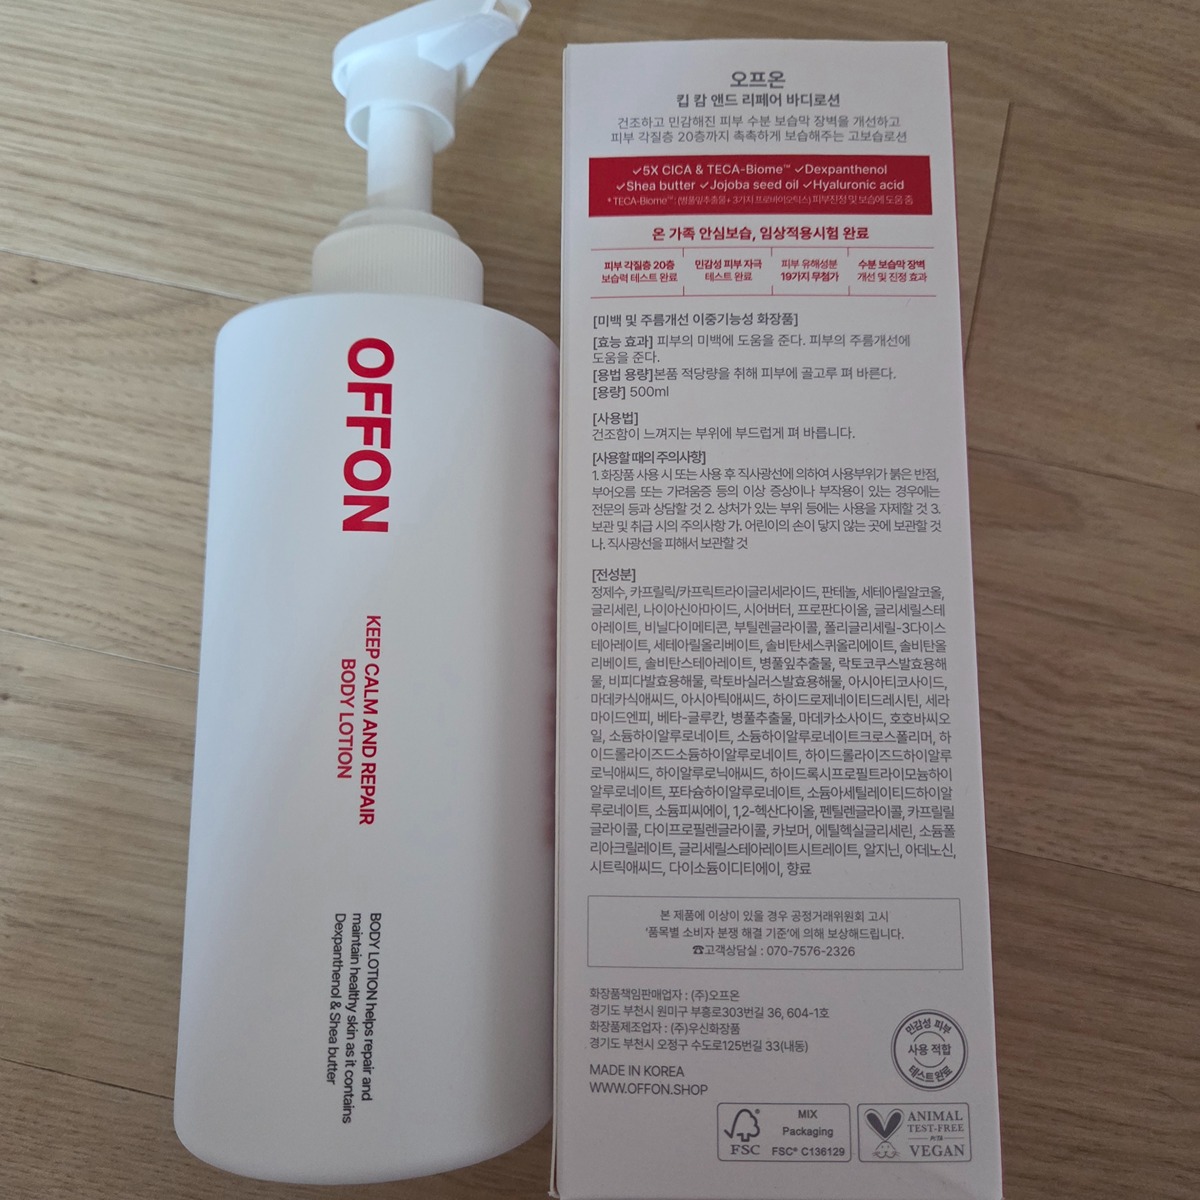 OFFON
KEEP CALM AND REPAIR
BODY LOTION
BODY LOTION helps repair and
maintain healthy skin as it contains
Dexpanthenol & Shea butter
오프온
킵 캄 앤드 리페어 바디로션
건조하고 민감해진 피부 수분 보습막 장벽을 개선하고
피부 각질층 20층까지 촉촉하게 보습해주는 고보습로션
✓5X CICA & TECA-Biome™ ✓Dexpanthenol
✓Shea butter ✓Jojoba seed oil ✓Hyaluronic acid
* TECA-Biome™ : (병풀잎추출물+ 3가지 프로바이오틱스) 피부진정 및 보습에 도움 줌
온 가족 안심보습, 임상적용시험 완료
피부 각질층 20층
보습력 테스트 완료
민감성 피부 자극
테스트 완료
피부 유해성분
19가지 무첨가
수분 보습막 장벽
개선 및 진정 효과
[미백 및 주름개선 이중기능성 화장품]
[효능 효과] 피부의 미백에 도움을 준다. 피부의 주름개선에
도움을 준다.
[용법 용량]본품 적당량을 취해 피부에 골고루 펴 바른다.
[용량] 500ml
[사용법]
건조함이 느껴지는 부위에 부드럽게 펴 바릅니다.
[사용할 때의 주의사항]
1. 화장품 사용 시 또는 사용 후 직사광선에 의하여 사용부위가 붉은 반점,
부어오름 또는 가려움증 등의 이상 증상이나 부작용이 있는 경우에는
전문의 등과 상담할 것 2. 상처가 있는 부위 등에는 사용을 자제할 것 3.
보관 및 취급 시의 주의사항 가. 어린이의 손이 닿지 않는 곳에 보관할 것
나. 직사광선을 피해서 보관할 것
[전성분]
정제수, 카프릴릭/카프릭트라이글리세라이드, 판테놀, 세테아릴알코올,
글리세린, 나이아신아마이드, 시어버터, 프로판다이올, 글리세릴스테
아레이트, 비닐다이메티콘, 부틸렌글라이콜, 폴리글리세릴-3다이스
테아레이트, 세테아릴올리베이트, 솔비탄세스퀴올리에이트, 솔비탄올
리베이트, 솔비탄스테아레이트, 병풀잎추출물, 락토코쿠스발효용해
물, 비피다발효용해물, 락토바실러스발효용해물, 아시아티코사이드,
마데카식애씨드, 아시아틱애씨드, 하이드로제네이티드레시틴, 세라
마이드엔피, 베타-글루칸, 병풀추출물, 마데카소사이드, 호호바씨오
일, 소듐하이알루로네이트, 소듐하이알루로네이트크로스폴리머, 하
이드롤라이즈드소듐하이알루로네이트, 하이드롤라이즈드하이알루
로닉애씨드, 하이알루로닉애씨드, 하이드록시프로필트라이모늄하이
알루로네이트, 포타슘하이알루로네이트, 소듐아세틸레이티드하이알
루로네이트, 소듐피씨에이, 1,2-헥산다이올, 펜틸렌글라이콜, 카프릴릴
글라이콜, 다이프로필렌글라이콜, 카보머, 에틸헥실글리세린, 소듐폴
리아크릴레이트, 글리세릴스테아레이트시트레이트, 알지닌, 아데노신,
시트릭애씨드, 다이소듐이디티에이, 향료
본 제품에 이상이 있을 경우 공정거래위원회 고시
'품목별 소비자 분쟁 해결 기준'에 의해 보상해드립니다.
☎고객상담실 : 070-7576-2326
화장품책임판매업자 : (주)오프온
경기도 부천시 원미구 부흥로303번길 36, 604-1호
화장품제조업자 : (주)우신화장품
경기도 부천시 오정구 수도로125번길 33(내동)
MADE IN KOREA
WWW.OFFON.SHOP
민감성 피부
사용 적합
테스트 완료
FSC
MIX
Packaging
FSC® C136129
ANIMAL
TEST-FREE
PETA
VEGAN